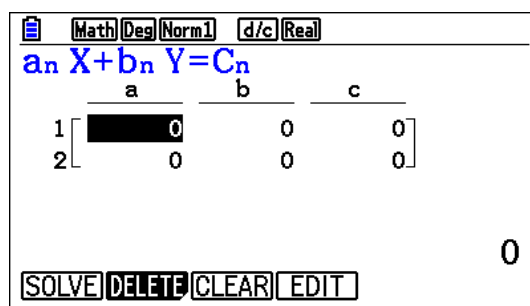 Math Deg Norm1 d/c Real
an X+bn Y=Cn
a b c
1 0 0 0
2 0 0 0
0
SOLVE DELETE CLEAR EDIT